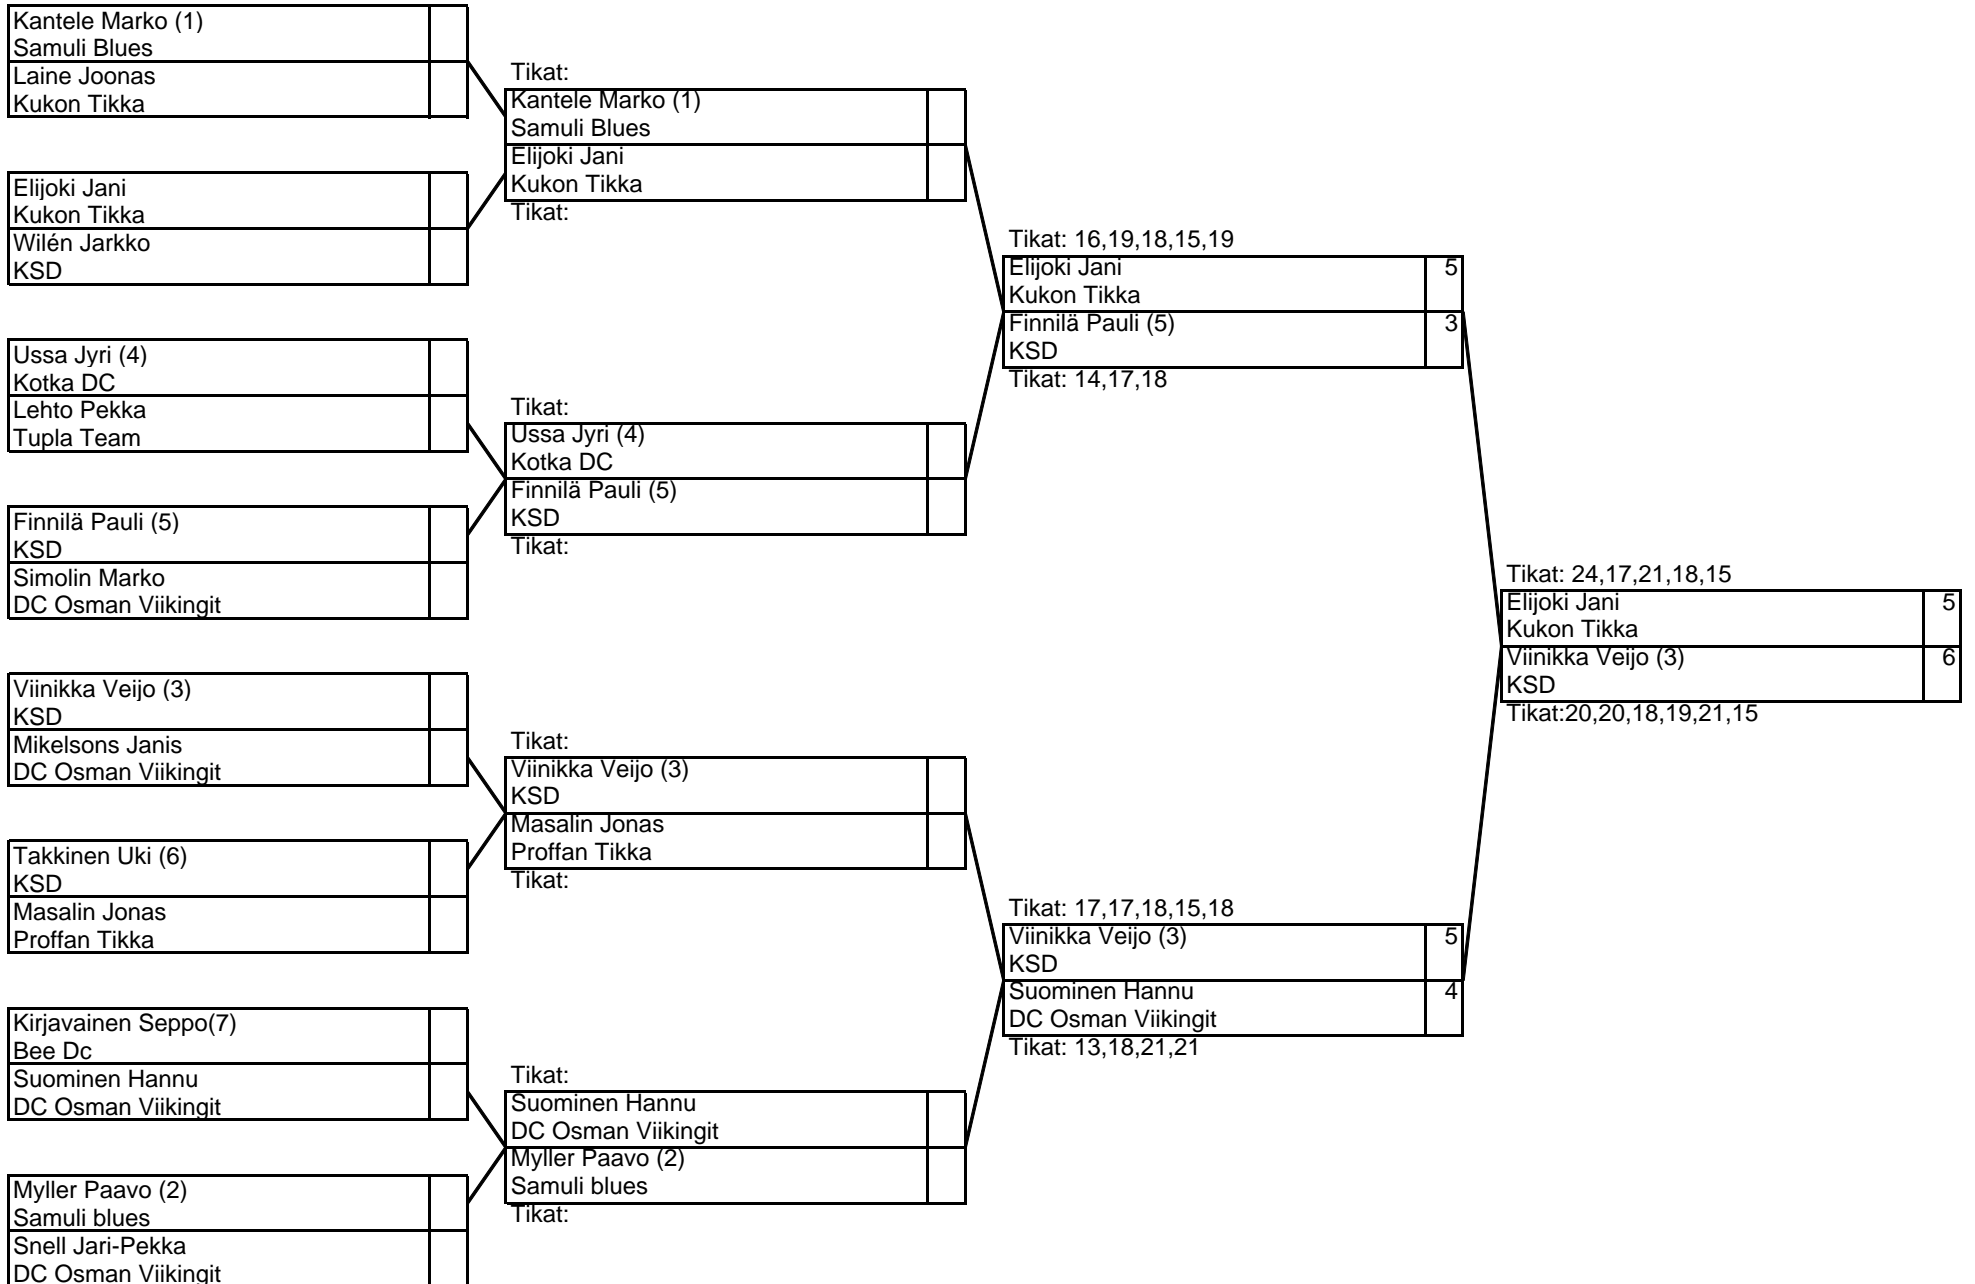 Kantele Marko (1)
Samuli Blues
Laine Joonas
Kukon Tikka
Elijoki Jani
Kukon Tikka
Wilén Jarkko
KSD
Ussa Jyri (4)
Kotka DC
Lehto Pekka
Tupla Team
Finnilä Pauli (5)
KSD
Simolin Marko
DC Osman Viikingit
Viinikka Veijo (3)
KSD
Mikelsons Janis
DC Osman Viikingit
Takkinen Uki (6)
KSD
Masalin Jonas
Proffan Tikka
Kirjavainen Seppo(7)
Bee Dc
Suominen Hannu
DC Osman Viikingit
Myller Paavo (2)
Samuli blues
Snell Jari-Pekka
DC Osman Viikingit
Tikat:
Kantele Marko (1)
Samuli Blues
Elijoki Jani
Kukon Tikka
Tikat:
Tikat:
Ussa Jyri (4)
Kotka DC
Finnilä Pauli (5)
KSD
Tikat:
Tikat:
Viinikka Veijo (3)
KSD
Masalin Jonas
Proffan Tikka
Tikat:
Tikat:
Suominen Hannu
DC Osman Viikingit
Myller Paavo (2)
Samuli blues
Tikat:
Tikat: 16,19,18,15,19
Elijoki Jani 5
Kukon Tikka
Finnilä Pauli (5) 3
KSD
Tikat: 14,17,18
Tikat: 17,17,18,15,18
Viinikka Veijo (3) 5
KSD
Suominen Hannu 4
DC Osman Viikingit
Tikat: 13,18,21,21
Tikat: 24,17,21,18,15
Elijoki Jani 5
Kukon Tikka
Viinikka Veijo (3) 6
KSD
Tikat:20,20,18,19,21,15